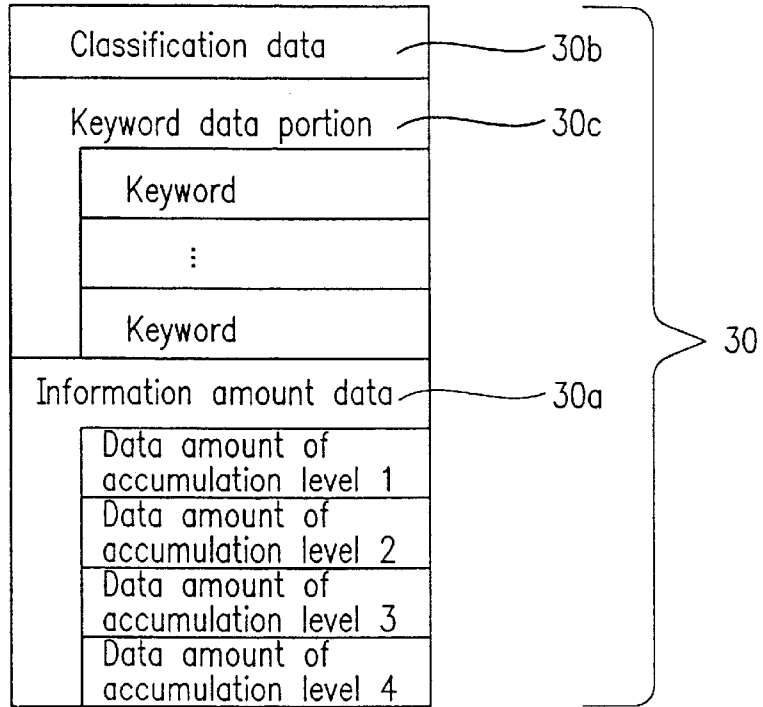 Classification data 30b
Keyword data portion 30c
Keyword
⋮
Keyword
30
Information amount data 30a
Data amount of
accumulation level 1
Data amount of
accumulation level 2
Data amount of
accumulation level 3
Data amount of
accumulation level 4